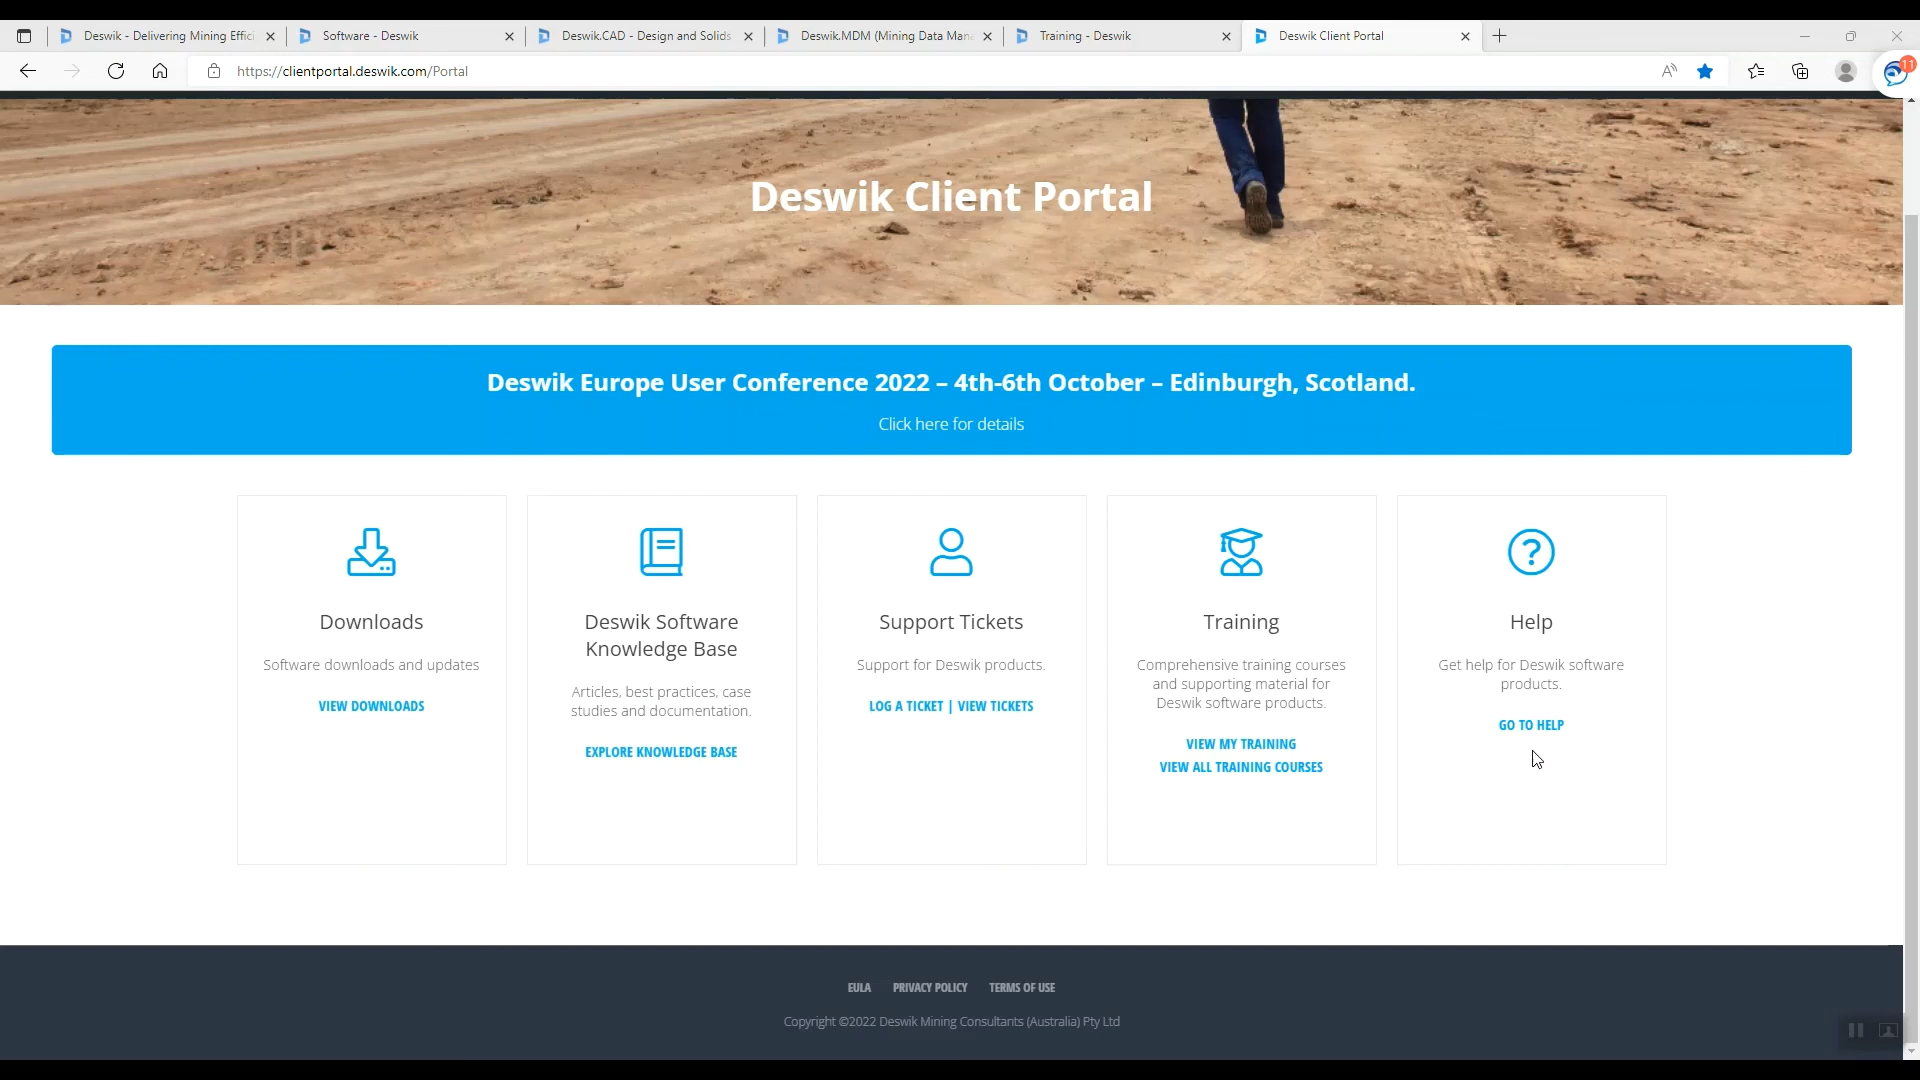 Deswik - Delivering Mining Effici
Software - Deswik
Deswik.CAD - Design and Solids
Deswik.MDM (Mining Data Man
Training - Deswik
Deswik Client Portal
https://clientportal.deswik.com/Portal
11
Deswik Client Portal
Deswik Europe User Conference 2022 – 4th-6th October – Edinburgh, Scotland.
Click here for details
Downloads
Software downloads and updates
VIEW DOWNLOADS
Deswik Software
Knowledge Base
Articles, best practices, case
studies and documentation.
EXPLORE KNOWLEDGE BASE
Support Tickets
Support for Deswik products.
LOG A TICKET | VIEW TICKETS
Training
Comprehensive training courses
and supporting material for
Deswik software products.
VIEW MY TRAINING
VIEW ALL TRAINING COURSES
Help
Get help for Deswik software
products.
GO TO HELP
EULA PRIVACY POLICY TERMS OF USE
Copyright ©2022 Deswik Mining Consultants (Australia) Pty Ltd